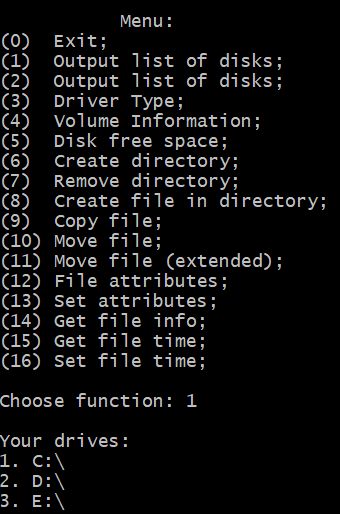 Menu:
(0) Exit;
(1) Output list of disks;
(2) Output list of disks;
(3) Driver Type;
(4) Volume Information;
(5) Disk free space;
(6) Create directory;
(7) Remove directory;
(8) Create file in directory;
(9) Copy file;
(10) Move file;
(11) Move file (extended);
(12) File attributes;
(13) Set attributes;
(14) Get file info;
(15) Get file time;
(16) Set file time;
Choose function: 1
Your drives:
1. C:\
2. D:\
3. E:\